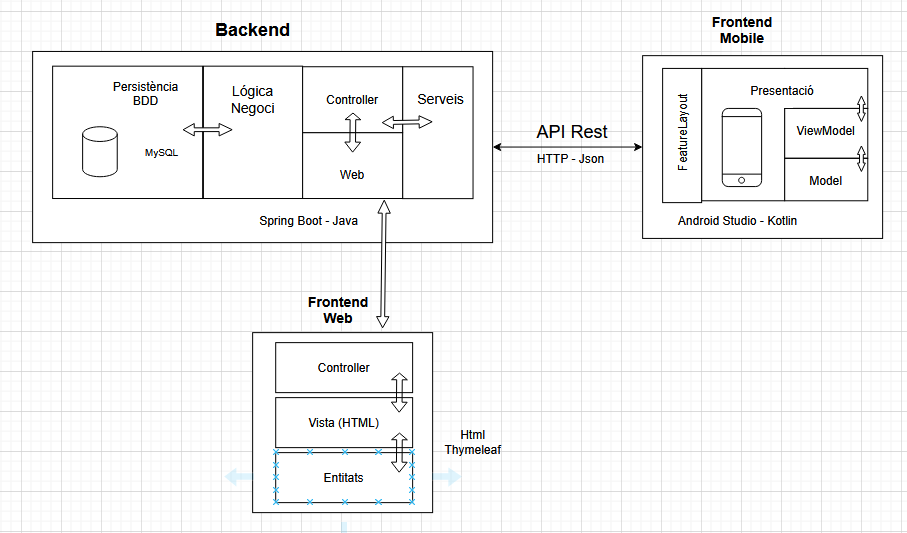 Backend
Frontend
Mobile
Persistència
BDD
MySQL
Lógica
Negoci
Controller
Web
Serveis
Spring Boot - Java
API Rest
HTTP - Json
FeatureLayout
Presentació
ViewModel
Model
Android Studio - Kotlin
Frontend
Web
Controller
Vista (HTML)
Entitats
Html
Thymeleaf